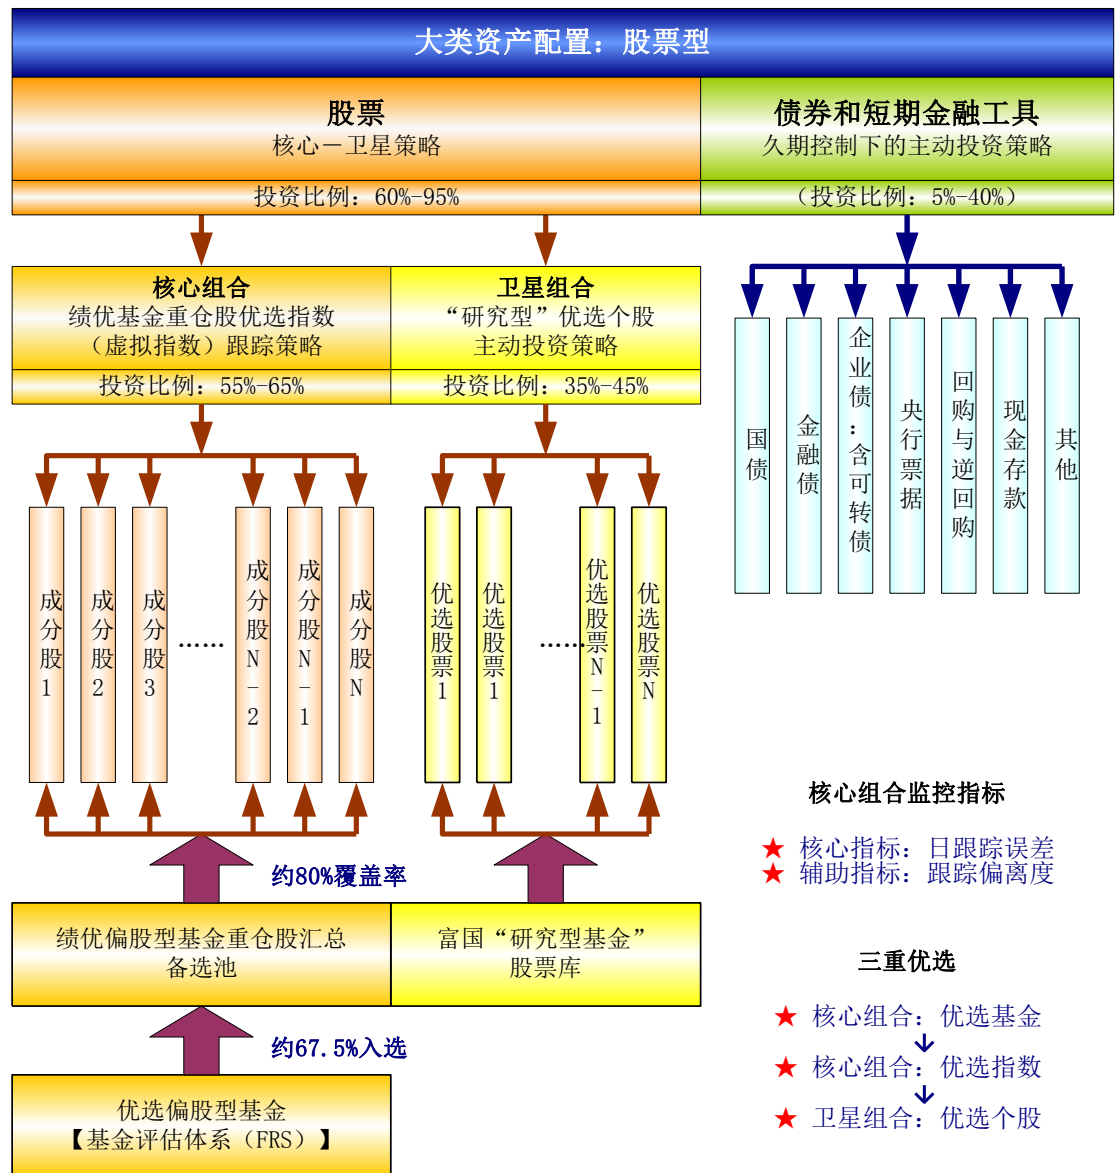 大类资产配置：股票型
股票
核心－卫星策略
投资比例：60%-95%
债券和短期金融工具
久期控制下的主动投资策略
（投资比例：5%-40%）
核心组合
绩优基金重仓股优选指数
（虚拟指数）跟踪策略
投资比例：55%-65%
卫星组合
“研究型”优选个股
主动投资策略
投资比例：35%-45%
国债
金融债
企业债：含可转债
央行票据
回购与逆回购
现金存款
其他
成分股1
成分股2
成分股3
……
成分股N-2
成分股N-1
成分股N
优选股票1
优选股票1
……
优选股票N-1
优选股票N
约80%覆盖率
绩优偏股型基金重仓股汇总
备选池
富国“研究型基金”
股票库
约67.5%入选
优选偏股型基金
【基金评估体系（FRS）】
核心组合监控指标
★ 核心指标：日跟踪误差
★ 辅助指标：跟踪偏离度
三重优选
★ 核心组合：优选基金
★ 核心组合：优选指数
★ 卫星组合：优选个股